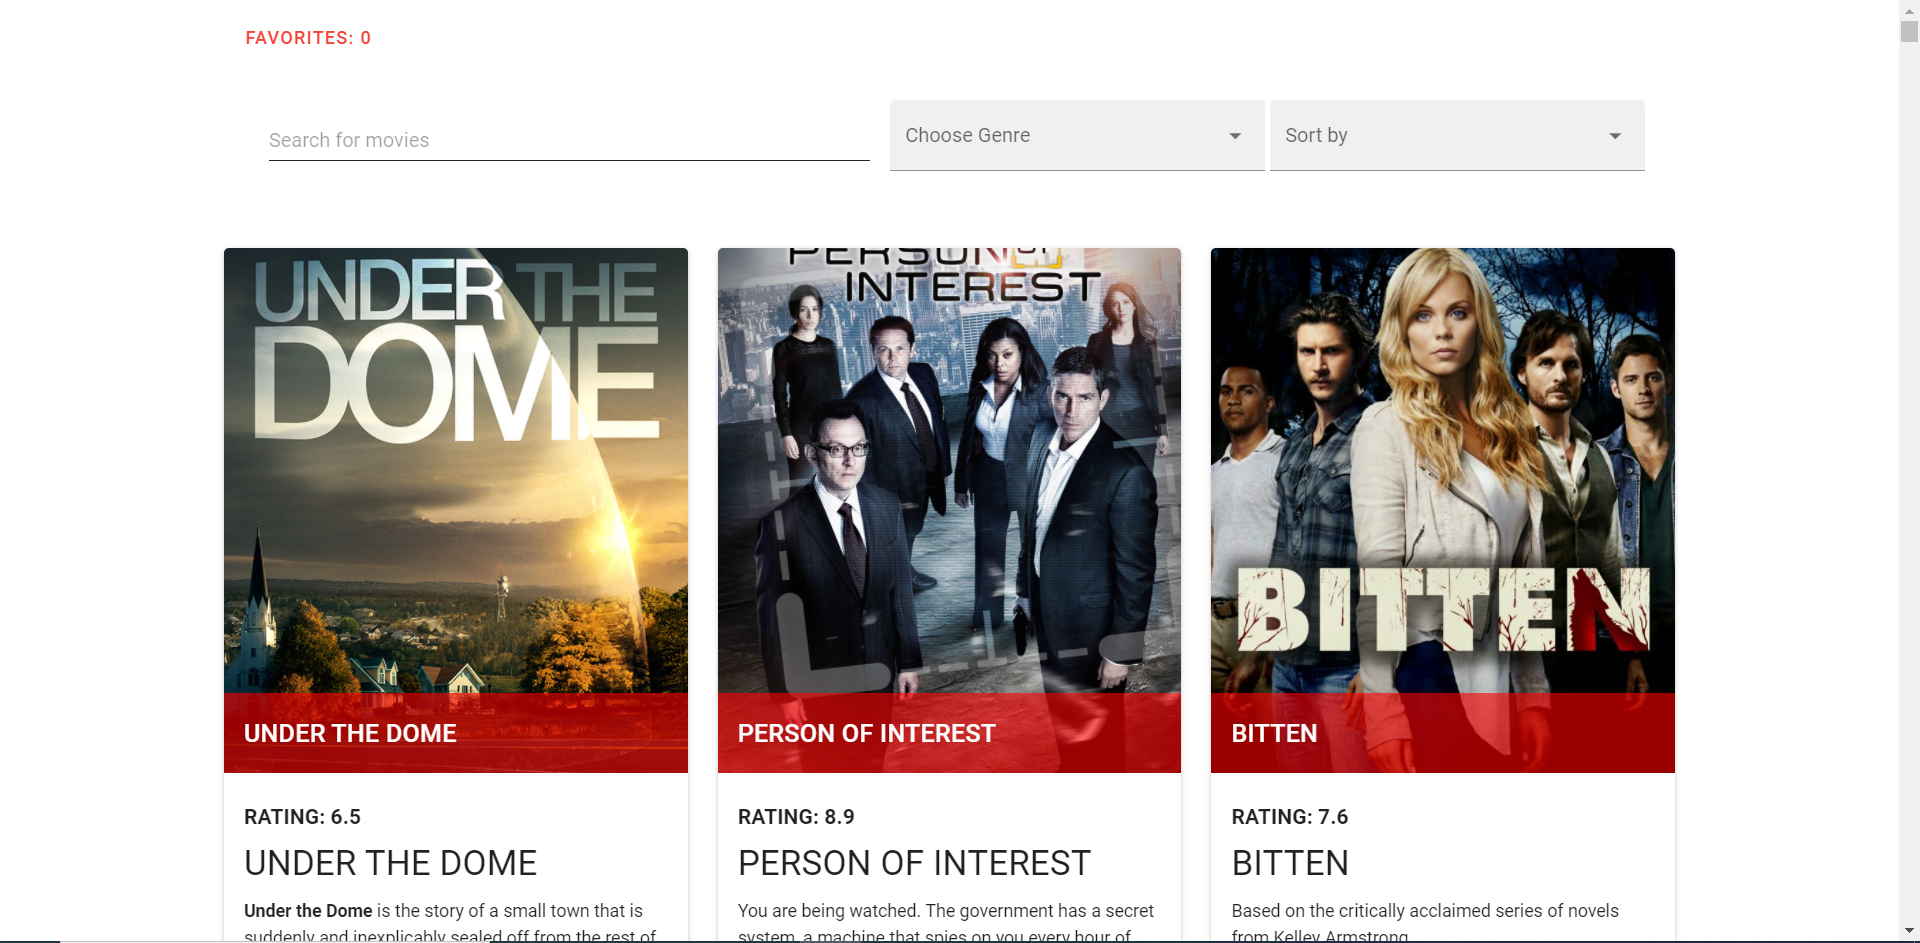 FAVORITES: 0
Search for movies
Choose Genre
Sort by
UNDER THE
DOME
PERSON OF
INTEREST
BITTEN
UNDER THE DOME
PERSON OF INTEREST
BITTEN
RATING: 6.5
RATING: 8.9
RATING: 7.6
UNDER THE DOME
PERSON OF INTEREST
BITTEN
Under the Dome is the story of a small town that is
suddenly and inexplicably sealed off from the rest of
You are being watched. The government has a secret
system, a machine that spies on you every hour of
Based on the critically acclaimed series of novels
from Kelley Armstrong.